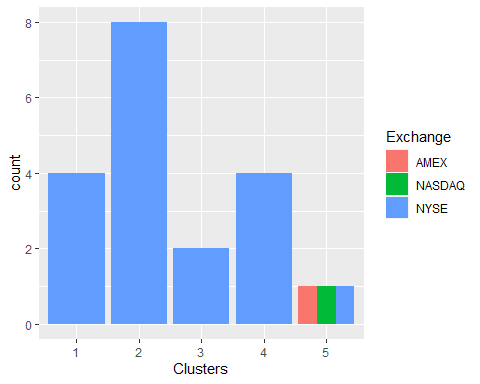 8
6
4
2
0
count
1 2 3 4 5
Clusters
Exchange
AMEX
NASDAQ
NYSE